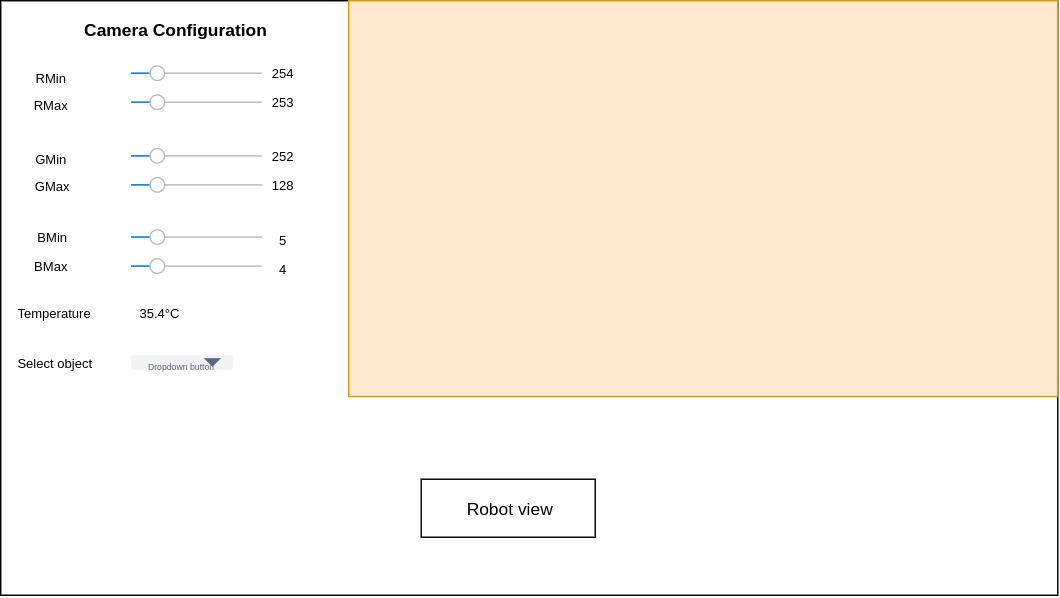 Camera Configuration
RMin 254
RMax 253
GMin 252
GMax 128
BMin 5
BMax 4
Temperature 35.4°C
Select object Dropdown button
Robot view